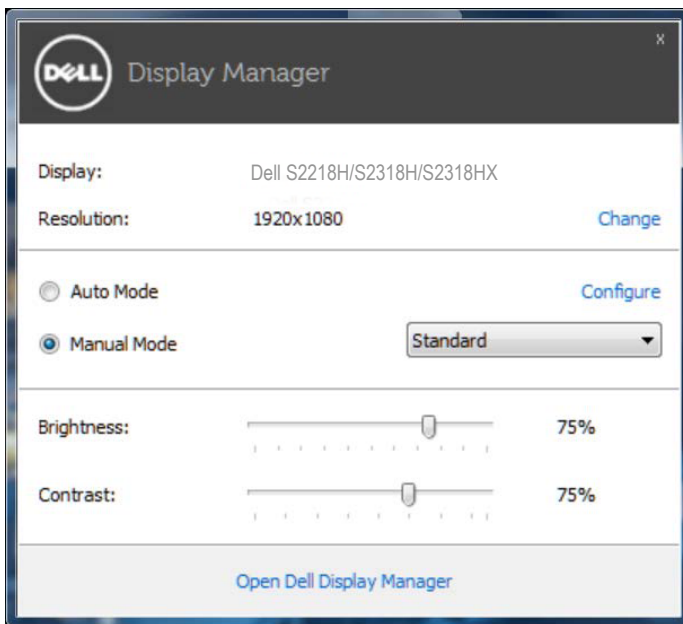 DELL Display Manager x
Display: Dell S2218H/S2318H/S2318HX
Resolution: 1920x1080 Change
Auto Mode Configure
Manual Mode Standard
Brightness: 75%
Contrast: 75%
Open Dell Display Manager